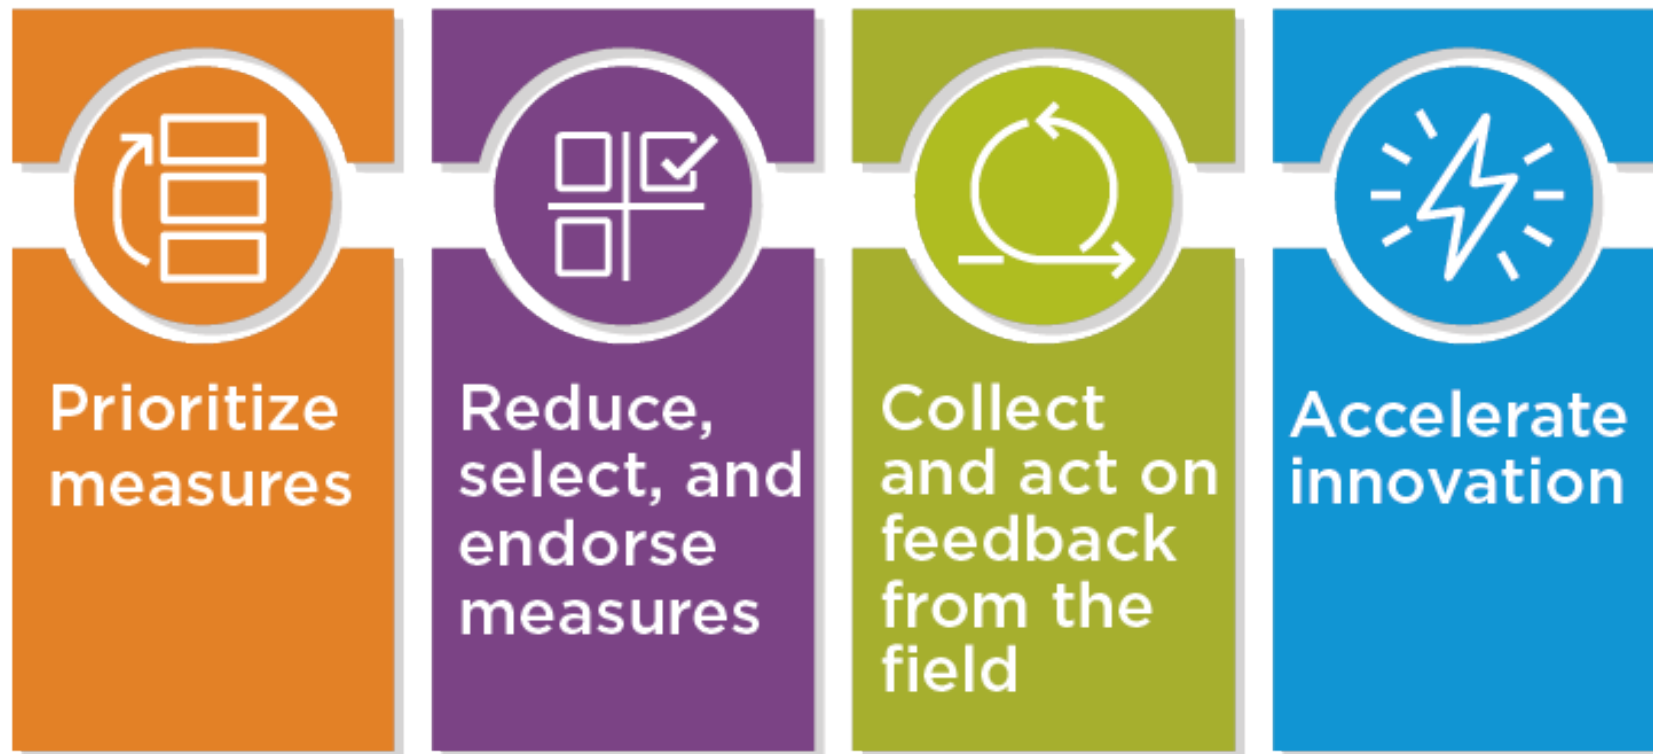 Prioritize
measures
Reduce,
select, and
endorse
measures
Collect
and act on
feedback
from the
field
Accelerate
innovation